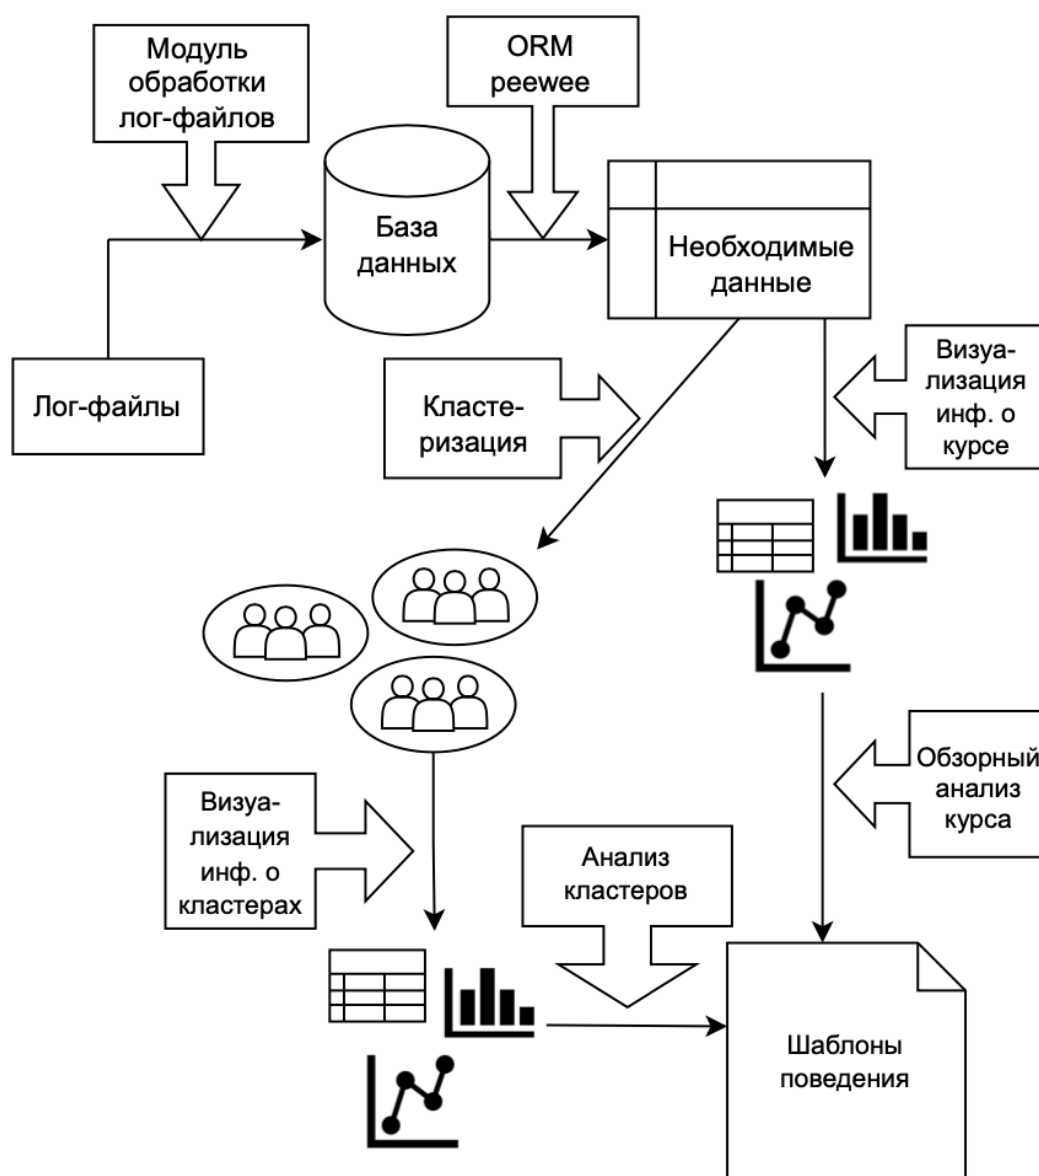 Модуль
обработки
лог-файлов
ORM
peewee
База
данных
Необходимые
данные
Лог-файлы
Класте-
ризация
Визуа-
лизация
инф. о
курсе
Визуа-
лизация
инф. о
кластерах
Анализ
кластеров
Обзорный
анализ
курса
Шаблоны
поведения